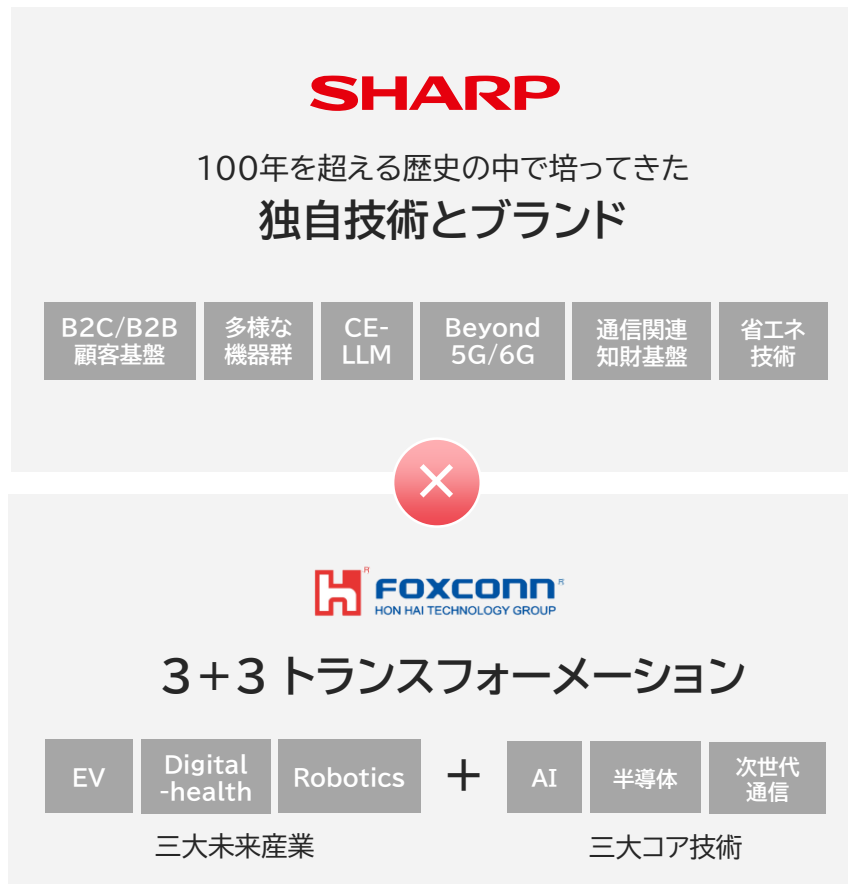 SHARP
100年を超える歴史の中で培ってきた
独自技術とブランド
B2C/B2B
顧客基盤
多様な
機器群
CE-
LLM
Beyond
5G/6G
通信関連
知財基盤
省エネ
技術
×
FOXCONN®
HON HAI TECHNOLOGY GROUP
3+3 トランスフォーメーション
EV
Digital
-health
Robotics
+
AI
半導体
次世代
通信
三大未来産業
三大コア技術